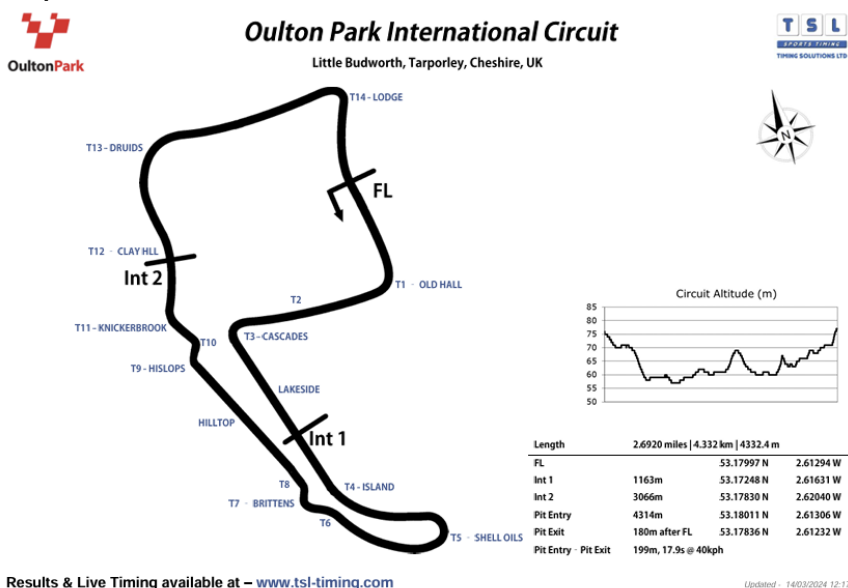 Oulton Park International Circuit
Little Budworth, Tarporley, Cheshire, UK
OultonPark
TSL
SPORTS TIMING
TIMING SOLUTIONS LTD
T14 - LODGE
T13 - DRUIDS
FL
N
T12 - CLAY HLL
Int 2
T1 - OLD HALL
T2
T11 - KNICKERBROOK
T10
T3 - CASCADES
T9 - HISLOPS
LAKESIDE
HILLTOP
Int 1
T8
T4 - ISLAND
T7 - BRITTENS
T6
T5 - SHELL OILS
Circuit Altitude (m)
85
80
75
70
65
60
55
50
Length 2.6920 miles | 4.332 km | 4332.4 m
FL 53.17997 N 2.61294 W
Int 1 1163m 53.17248 N 2.61631 W
Int 2 3066m 53.17830 N 2.62040 W
Pit Entry 4314m 53.18011 N 2.61306 W
Pit Exit 180m after FL 53.17836 N 2.61232 W
Pit Entry - Pit Exit 199m, 17.9s @ 40kph
Results & Live Timing available at – www.tsl-timing.com
Updated - 14/03/2024 12:17